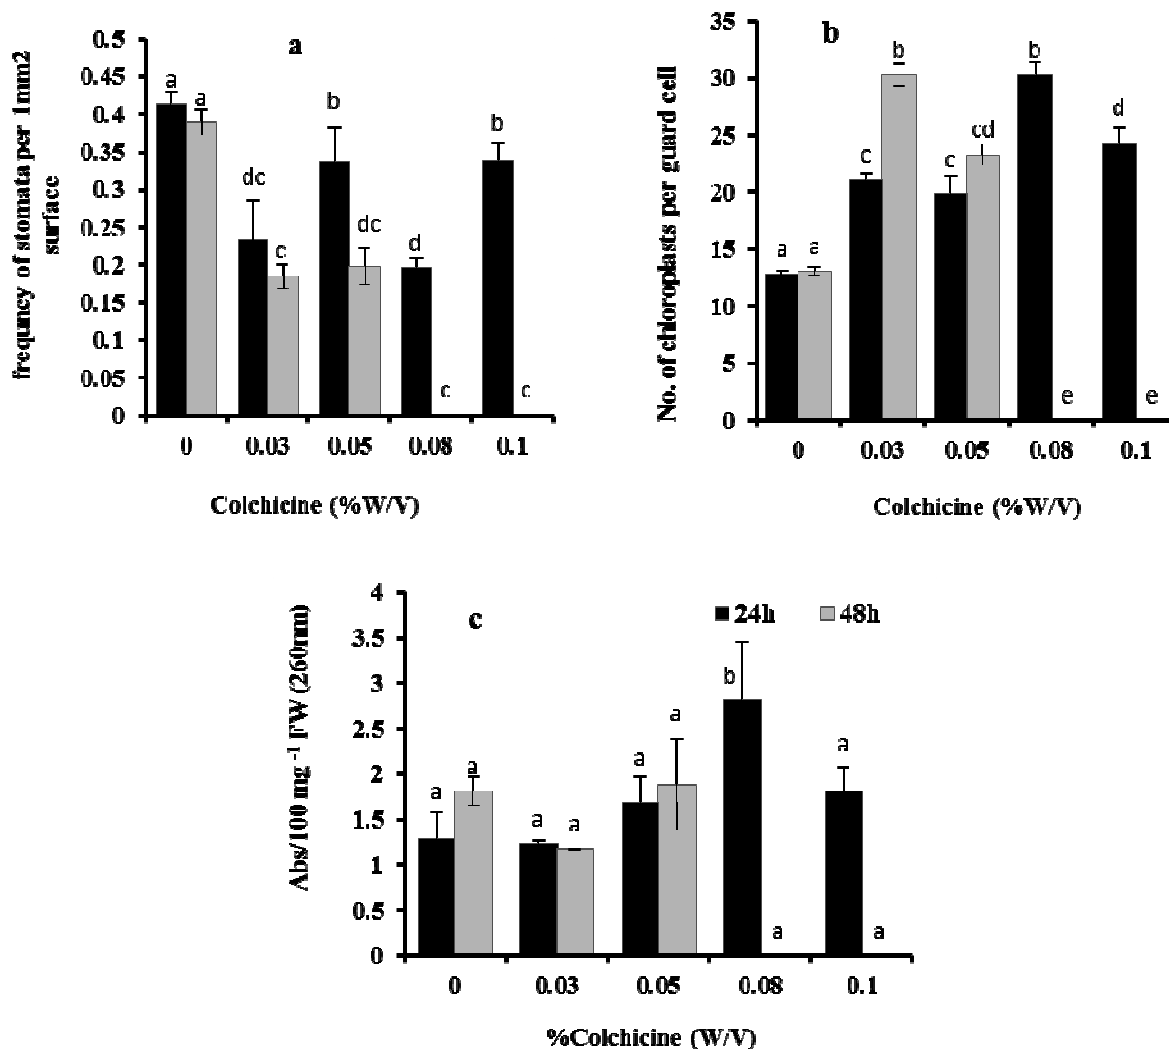 a
frequncy of stomata per 1mm2
surface
0.5
0.45
0.4
0.35
0.3
0.25
0.2
0.15
0.1
0.05
0
a a dc c b dc d c b c
0 0.03 0.05 0.08 0.1
Colchicine (%W/V)
b
No. of chloroplasts per guard cell
35
30
25
20
15
10
5
0
a a c b c cd b e d e
0 0.03 0.05 0.08 0.1
Colchicine (%W/V)
c
24h 48h
Abs/100 mg -1 FW (260nm)
4
3.5
3
2.5
2
1.5
1
0.5
0
a a a a a a b a a a
0 0.03 0.05 0.08 0.1
%Colchicine (W/V)